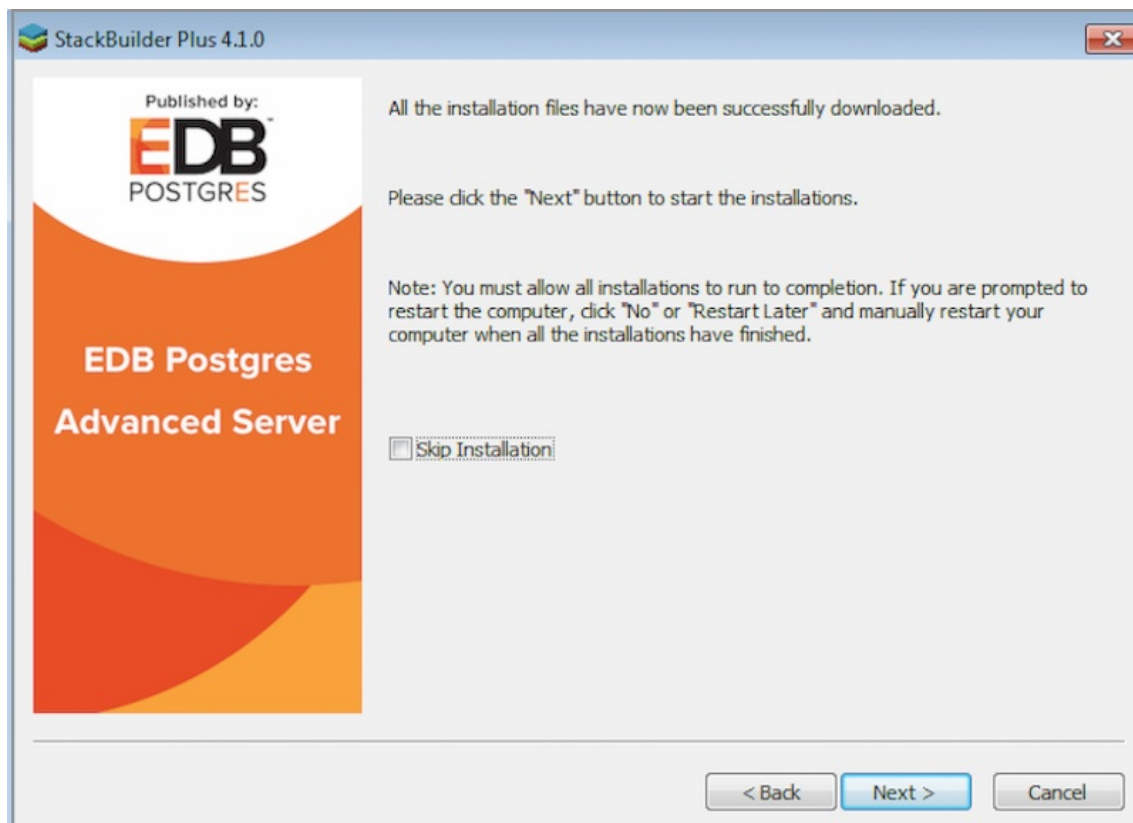 StackBuilder Plus 4.1.0
Published by:
EDB™
POSTGRES
EDB Postgres
Advanced Server
All the installation files have now been successfully downloaded.
Please click the "Next" button to start the installations.
Note: You must allow all installations to run to completion. If you are prompted to
restart the computer, click "No" or "Restart Later" and manually restart your
computer when all the installations have finished.
Skip Installation
< Back
Next >
Cancel